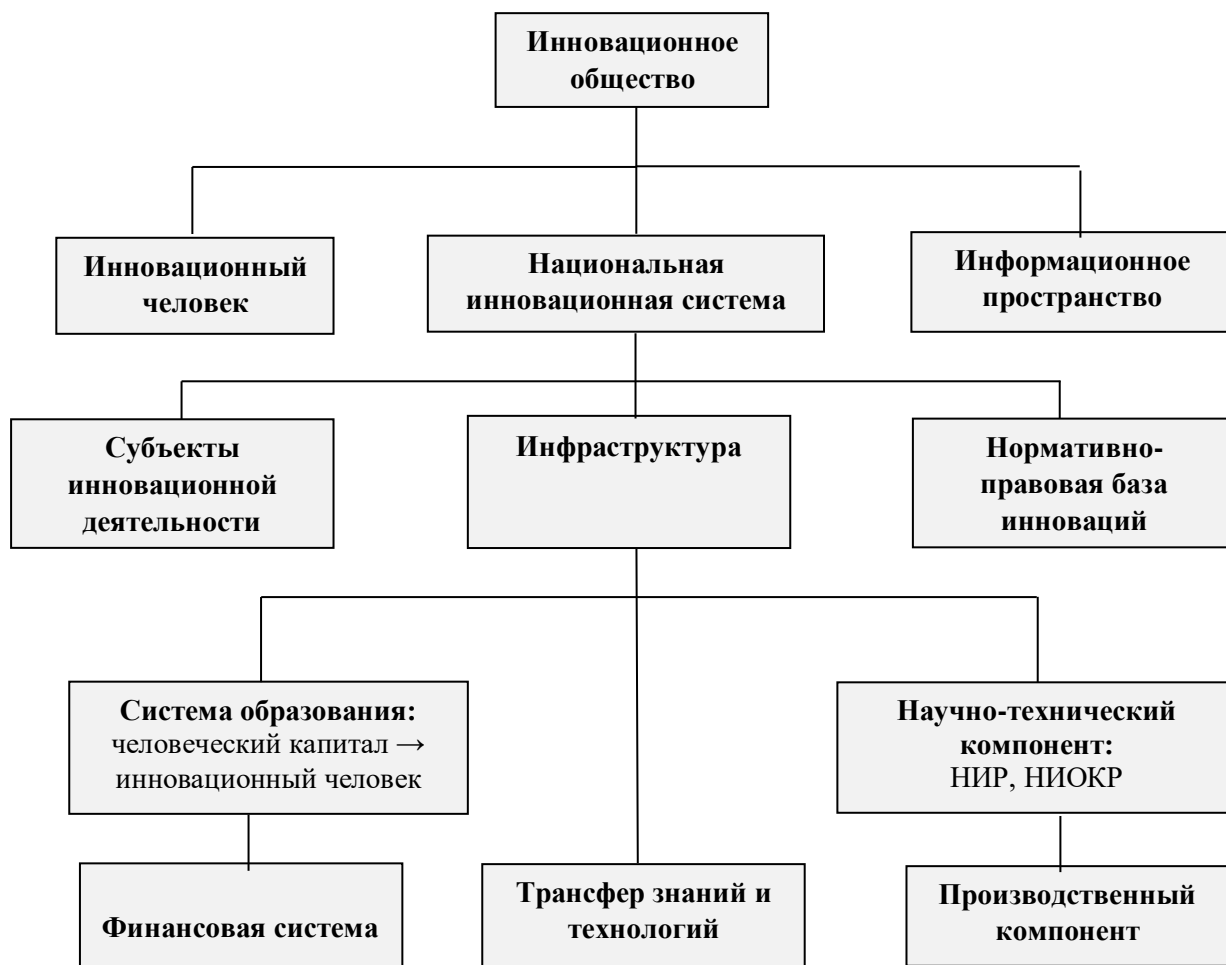 Инновационное
общество
Инновационный
человек
Национальная
инновационная система
Информационное
пространство
Субъекты
инновационной
деятельности
Инфраструктура
Нормативно-
правовая база
инноваций
Система образования:
человеческий капитал →
инновационный человек
Научно-технический
компонент:
НИР, НИОКР
Финансовая система
Трансфер знаний и
технологий
Производственный
компонент